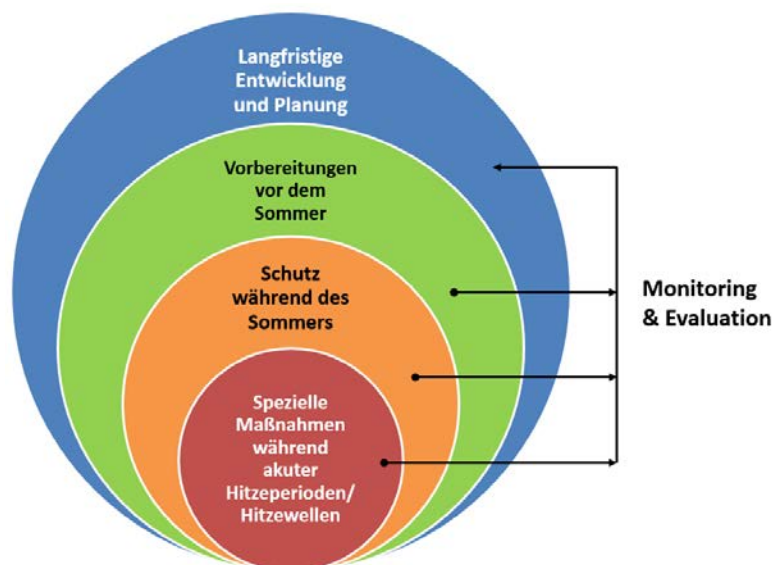 Langfristige
Entwicklung
und Planung
Vorbereitungen
vor dem
Sommer
Schutz
während des
Sommers
Spezielle
Maßnahmen
während
akuter
Hitzeperioden/
Hitzewellen
Monitoring
& Evaluation